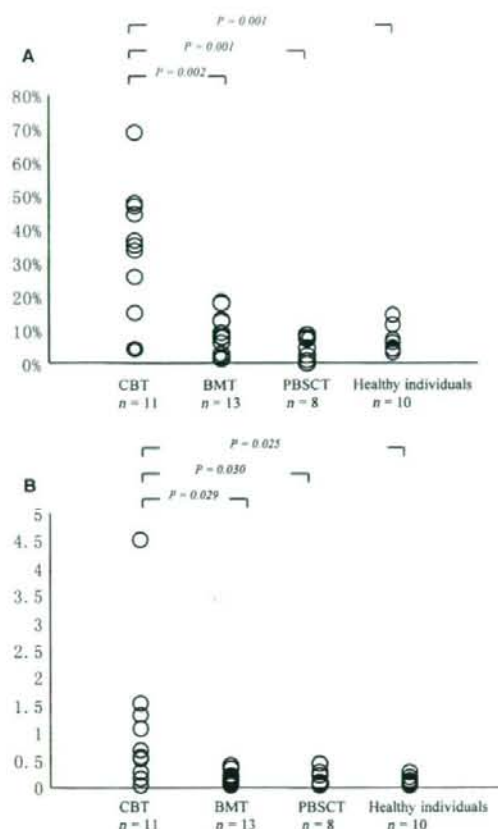 P = 0.001
P = 0.001
A
P = 0.002
80%
70%
60%
50%
40%
30%
20%
10%
0%
CBT BMT PBSCT Healthy individuals
n = 11 n = 13 n = 8 n = 10
P = 0.025
P = 0.030
B
P = 0.029
5
4.5
4
3.5
3
2.5
2
1.5
1
0.5
0
CBT BMT PBSCT Healthy individuals
n = 11 n = 13 n = 8 n = 10